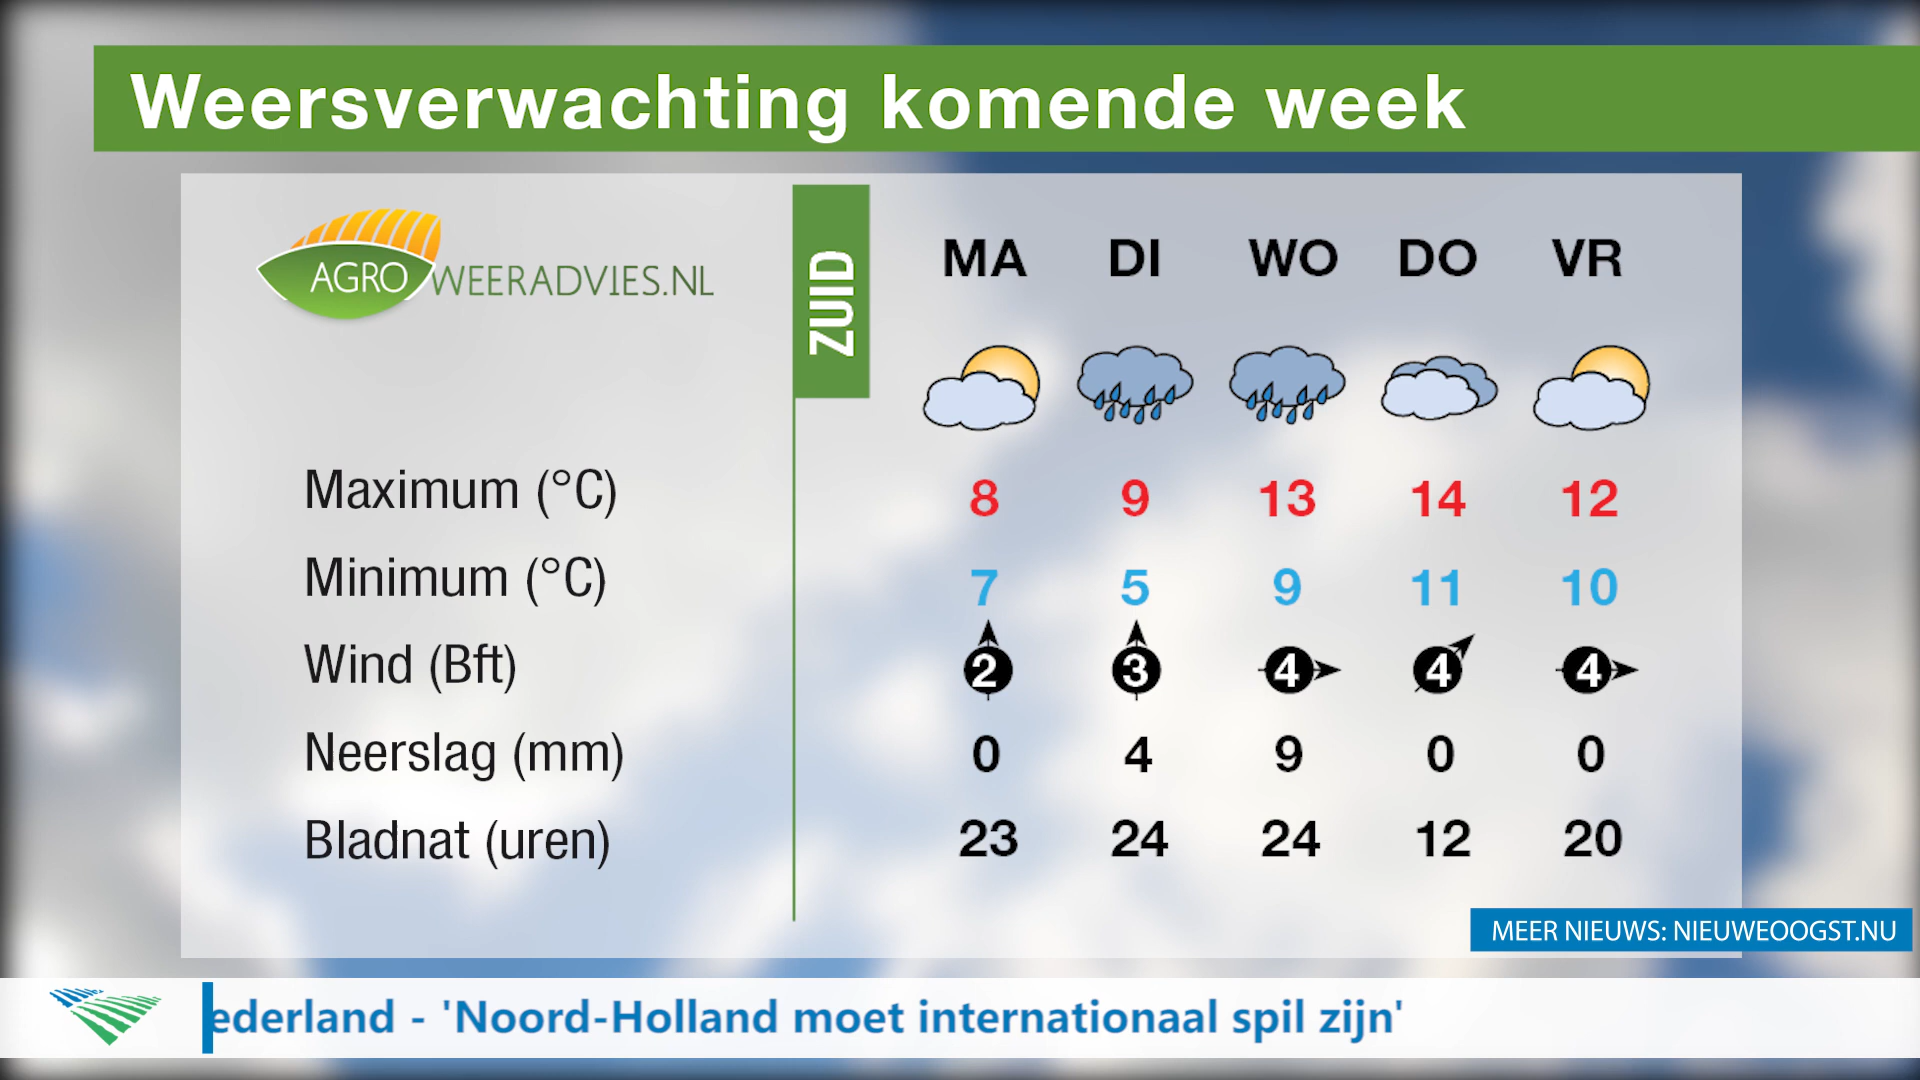 Weersverwachting komende week
AGROWEERADVIES.NL
ZUID
MA DI WO DO VR
Maximum (°C) 8 9 13 14 12
Minimum (°C) 7 5 9 11 10
Wind (Bft) 2 3 4 4 4
Neerslag (mm) 0 4 9 0 0
Bladnat (uren) 23 24 24 12 20
MEER NIEUWS: NIEUWEOOGST.NU
ederland - 'Noord-Holland moet internationaal spil zijn'